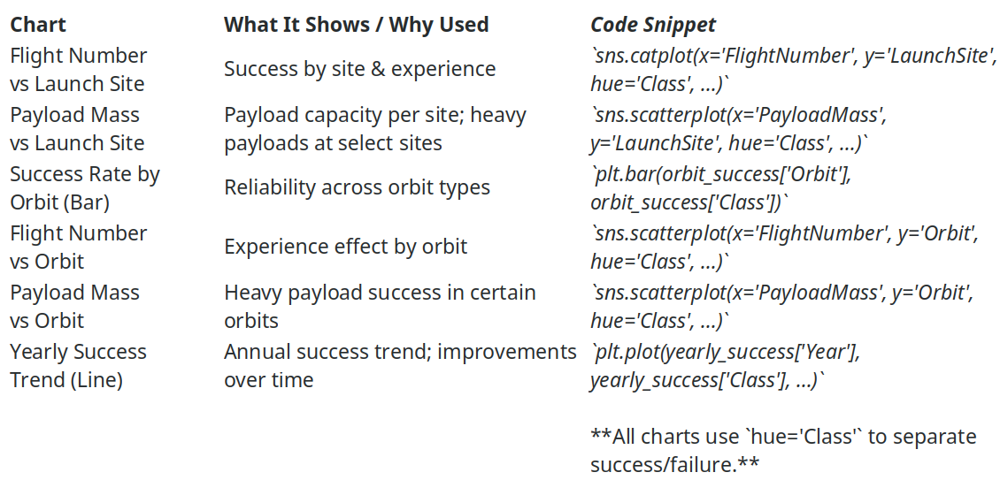 Chart What It Shows / Why Used Code Snippet
Flight Number
vs Launch Site
Success by site & experience
`sns.catplot(x='FlightNumber', y='LaunchSite',
hue='Class', ...)`
Payload Mass
vs Launch Site
Payload capacity per site; heavy
payloads at select sites
`sns.scatterplot(x='PayloadMass',
y='LaunchSite', hue='Class', ...)`
Success Rate by
Orbit (Bar)
Reliability across orbit types
`plt.bar(orbit_success['Orbit'],
orbit_success['Class'])`
Flight Number
vs Orbit
Experience effect by orbit
`sns.scatterplot(x='FlightNumber', y='Orbit',
hue='Class', ...)`
Payload Mass
vs Orbit
Heavy payload success in certain
orbits
`sns.scatterplot(x='PayloadMass', y='Orbit',
hue='Class', ...)`
Yearly Success
Trend (Line)
Annual success trend; improvements
over time
`plt.plot(yearly_success['Year'],
yearly_success['Class'], ...)`
**All charts use `hue='Class'` to separate
success/failure.**